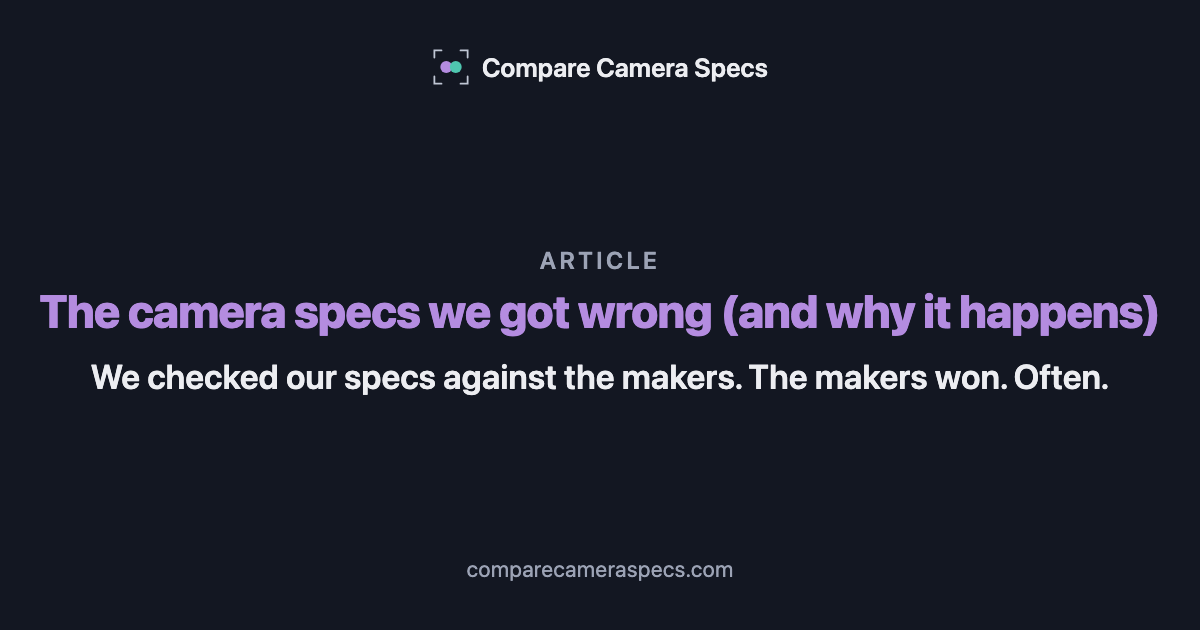 Compare Camera Specs
ARTICLE
The camera specs we got wrong (and why it happens)
We checked our specs against the makers. The makers won. Often.
comparecameraspecs.com